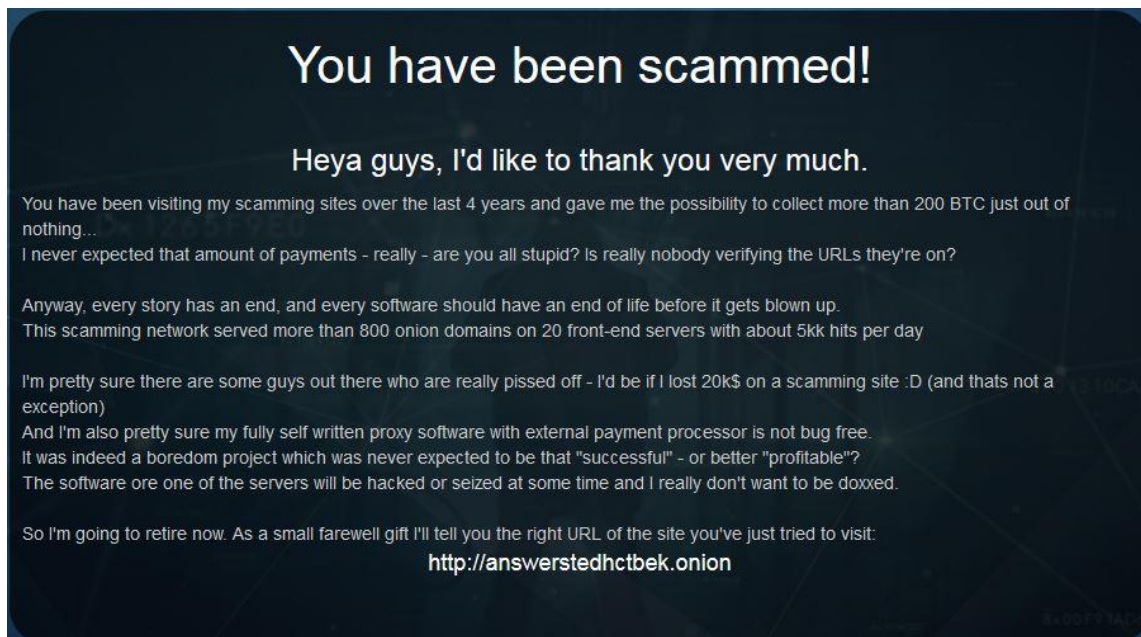 You have been scammed!
Heya guys, I'd like to thank you very much.
You have been visiting my scamming sites over the last 4 years and gave me the possibility to collect more than 200 BTC just out of
nothing...
I never expected that amount of payments - really - are you all stupid? Is really nobody verifying the URLs they're on?
Anyway, every story has an end, and every software should have an end of life before it gets blown up.
This scamming network served more than 800 onion domains on 20 front-end servers with about 5kk hits per day
I'm pretty sure there are some guys out there who are really pissed off - I'd be if I lost 20k$ on a scamming site :D (and thats not a
exception)
And I'm also pretty sure my fully self written proxy software with external payment processor is not bug free.
It was indeed a boredom project which was never expected to be that "successful" - or better "profitable"?
The software ore one of the servers will be hacked or seized at some time and I really don't want to be doxxed.
So I'm going to retire now. As a small farewell gift I'll tell you the right URL of the site you've just tried to visit:
http://answerstedhctbek.onion